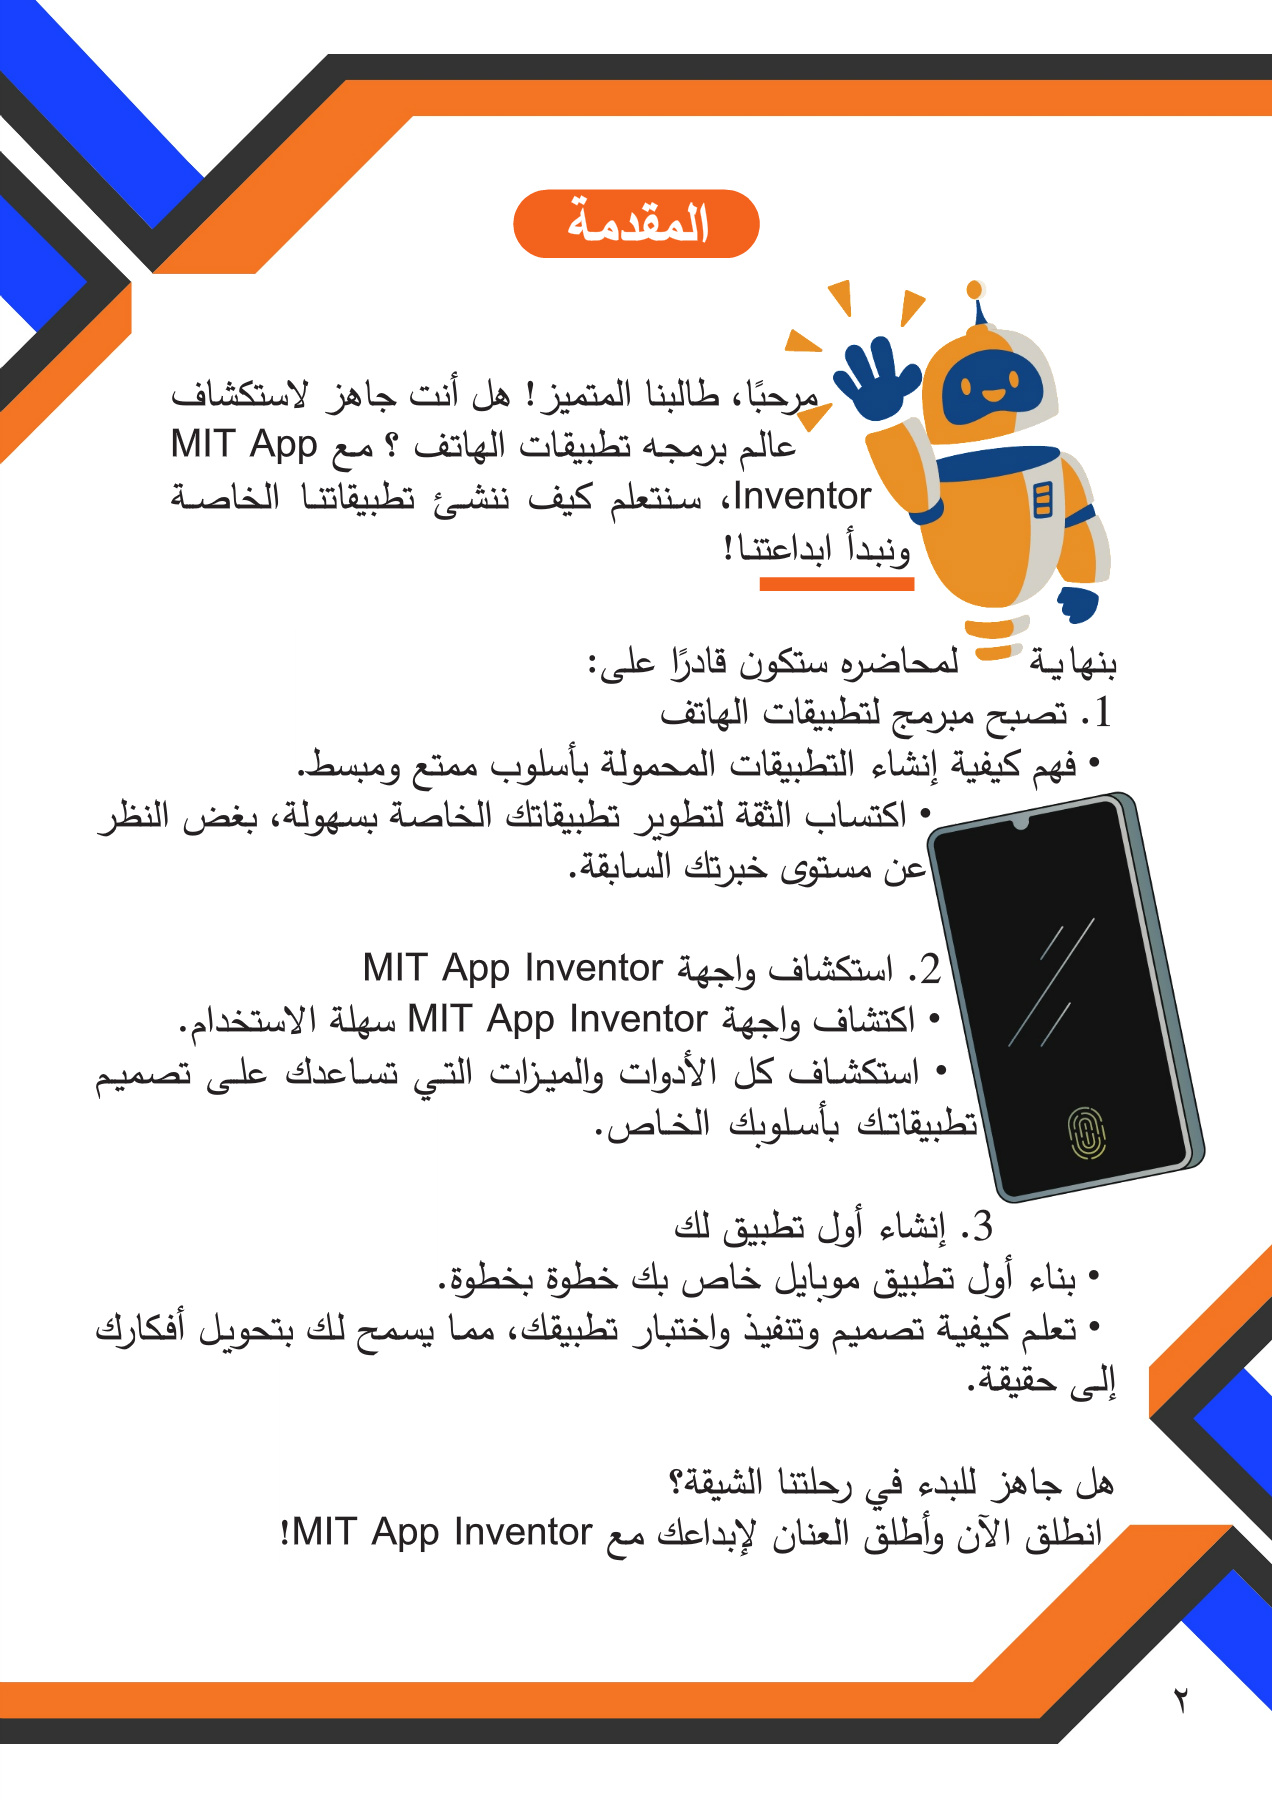 المقدمة
مرحبًا، طالبنا المتميز! هل أنت جاهز لاستكشاف
عالم برمجه تطبيقات الهاتف ؟ مع MIT App
Inventor، سنتعلم كيف ننشئ تطبيقاتنا الخاصة
ونبدأ ابداعتنا!
بنهاية لمحاضره ستكون قادرًا على:
1. تصبح مبرمج لتطبيقات الهاتف
• فهم كيفية إنشاء التطبيقات المحمولة بأسلوب ممتع ومبسط.
• اكتساب الثقة لتطوير تطبيقاتك الخاصة بسهولة، بغض النظر
عن مستوى خبرتك السابقة.
2. استكشاف واجهة MIT App Inventor
• اكتشاف واجهة MIT App Inventor سهلة الاستخدام.
• استكشاف كل الأدوات والميزات التي تساعدك على تصميم
تطبيقاتك بأسلوبك الخاص.
3. إنشاء أول تطبيق لك
• بناء أول تطبيق موبايل خاص بك خطوة بخطوة.
• تعلم كيفية تصميم وتنفيذ واختبار تطبيقك، مما يسمح لك بتحويل أفكارك
إلى حقيقة.
هل جاهز للبدء في رحلتنا الشيقة؟
انطلق الآن وأطلق العنان لإبداعك مع MIT App Inventor!
٢